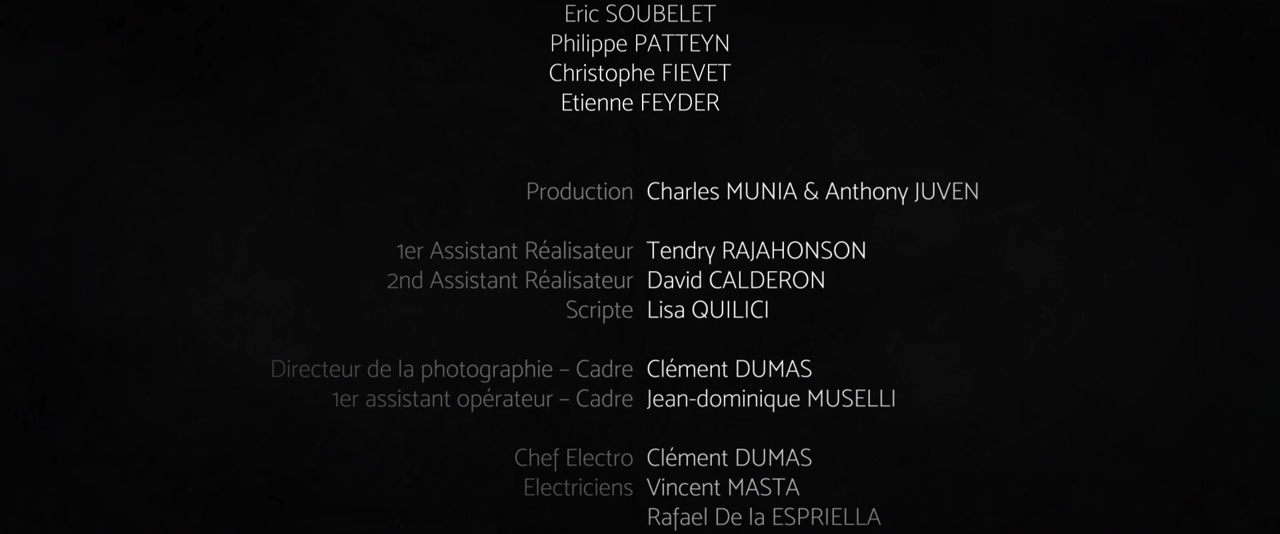 Eric SOUBELET
Philippe PATTEYN
Christophe FIEVET
Etienne FEYDER
Production Charles MUNIA & Anthony JUVEN
1er Assistant Réalisateur Tendry RAJAHONSON
2nd Assistant Réalisateur David CALDERON
Scripte Lisa QUILICI
Directeur de la photographie – Cadre Clément DUMAS
1er assistant opérateur – Cadre Jean-dominique MUSELLI
Chef Electro Clément DUMAS
Electriciens Vincent MASTA
Rafael De la ESPRIELLA